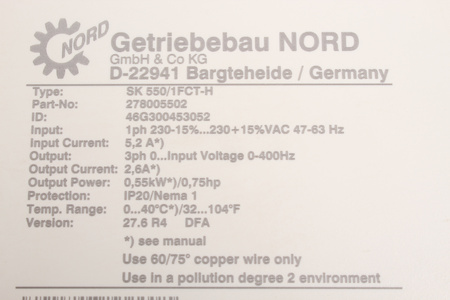 NORD
Getriebebau NORD
GmbH & Co KG
D-22941 Bargteheide / Germany
Type: SK 550/1FCT-H
Part-No: 278005502
ID: 46G300453052
Input: 1ph 230-15%...230+15%VAC 47-63 Hz
Input Current: 5,2 A*)
Output: 3ph 0...Input Voltage 0-400Hz
Output Current: 2,6A*)
Output Power: 0,55kW*)/0,75hp
Protection: IP20/Nema 1
Temp. Range: 0...40°C*)/32...104°F
Version: 27.6 R4 DFA
*) see manual
Use 60/75° copper wire only
Use in a pollution degree 2 environment